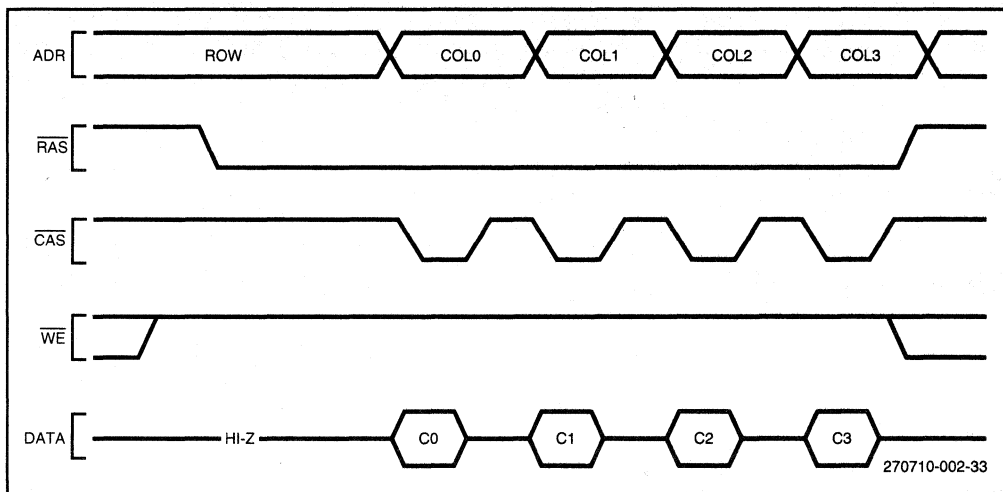 ADR ROW COL0 COL1 COL2 COL3
RAS
CAS
WE
DATA HI-Z C0 C1 C2 C3
270710-002-33